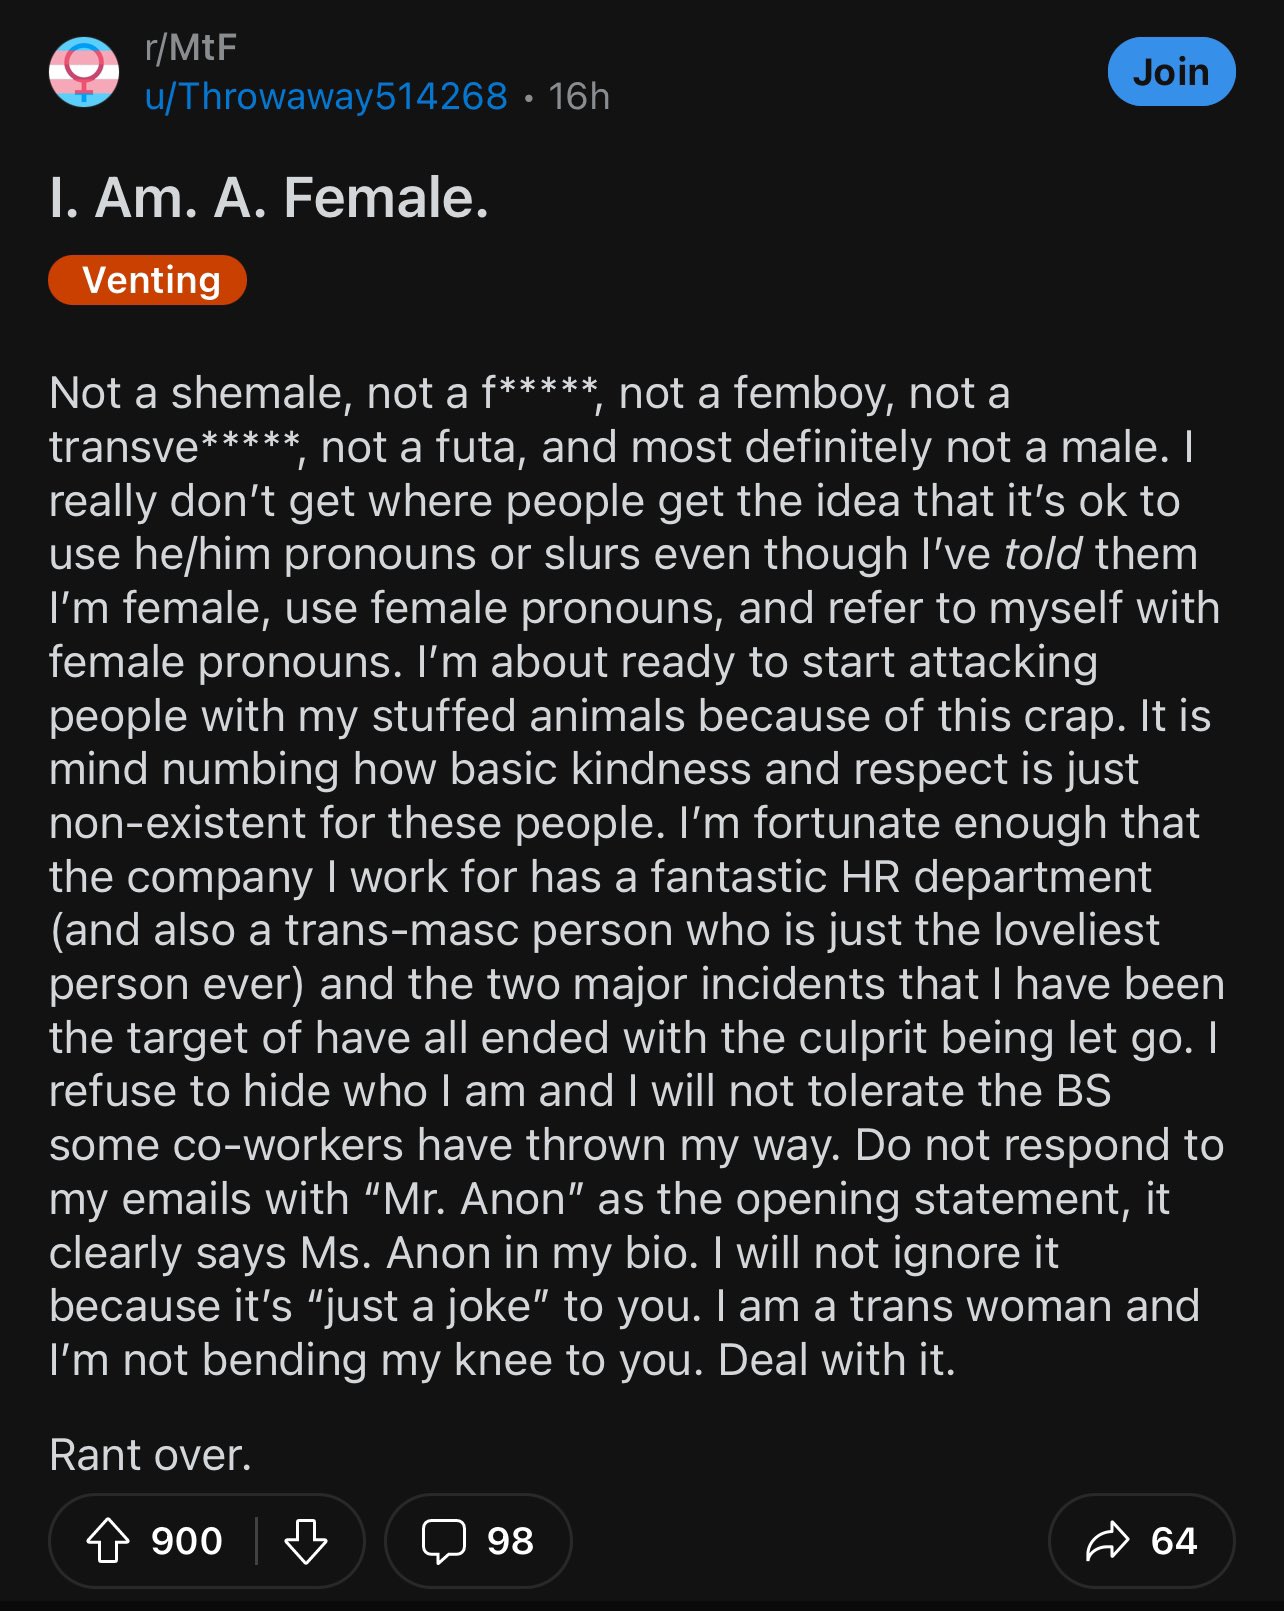 r/MtF
u/Throwaway514268 • 16h
Join
I. Am. A. Female.
Venting
Not a shemale, not a f*****, not a femboy, not a
transve*****, not a futa, and most definitely not a male. I
really don’t get where people get the idea that it’s ok to
use he/him pronouns or slurs even though I’ve told them
I’m female, use female pronouns, and refer to myself with
female pronouns. I’m about ready to start attacking
people with my stuffed animals because of this crap. It is
mind numbing how basic kindness and respect is just
non-existent for these people. I’m fortunate enough that
the company I work for has a fantastic HR department
(and also a trans-masc person who is just the loveliest
person ever) and the two major incidents that I have been
the target of have all ended with the culprit being let go. I
refuse to hide who I am and I will not tolerate the BS
some co-workers have thrown my way. Do not respond to
my emails with “Mr. Anon” as the opening statement, it
clearly says Ms. Anon in my bio. I will not ignore it
because it’s “just a joke” to you. I am a trans woman and
I’m not bending my knee to you. Deal with it.
Rant over.
900
98
64